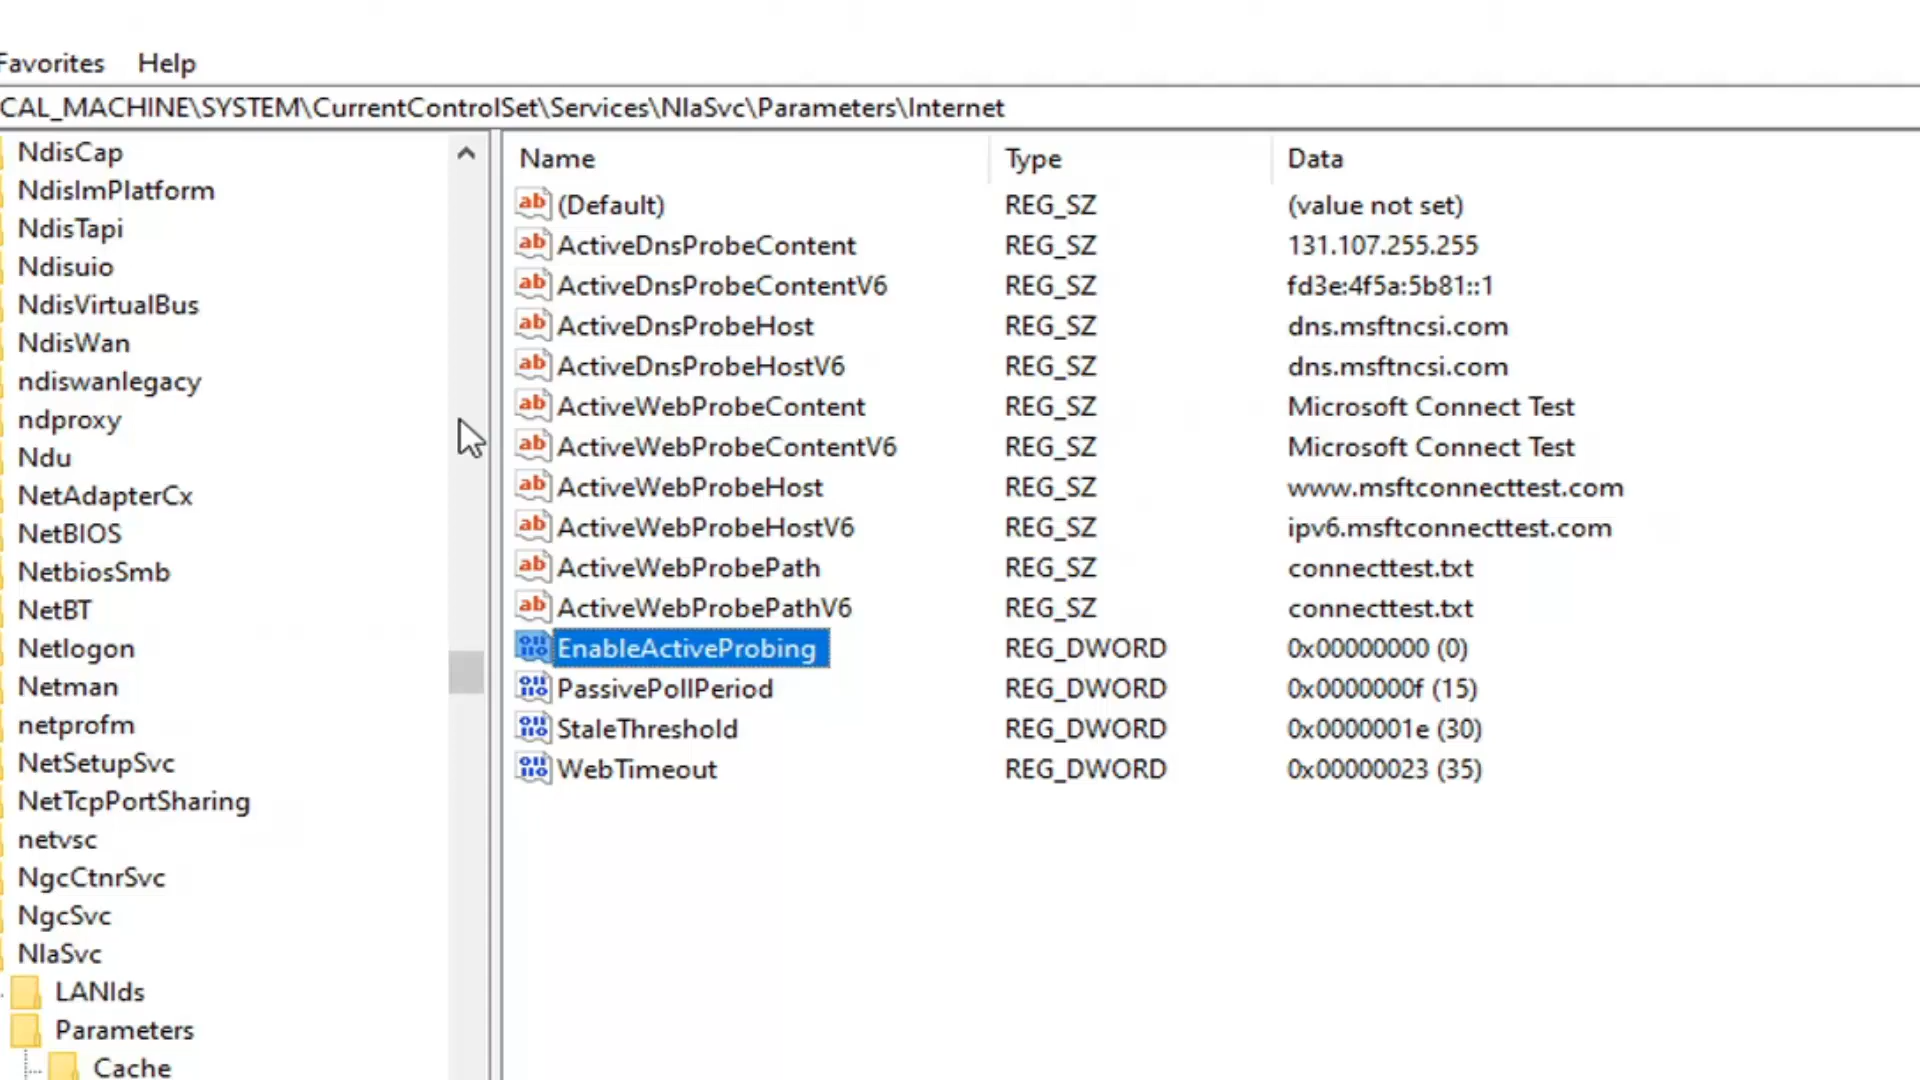 Favorites Help
CAL_MACHINE\SYSTEM\CurrentControlSet\Services\NlaSvc\Parameters\Internet
NdisCap
NdisImPlatform
NdisTapi
Ndisuio
NdisVirtualBus
NdisWan
ndiswanlegacy
ndproxy
Ndu
NetAdapterCx
NetBIOS
NetbiosSmb
NetBT
Netlogon
Netman
netprofm
NetSetupSvc
NetTcpPortSharing
netvsc
NgcCtnrSvc
NgcSvc
NlaSvc
LANIds
Parameters
Cache
Name Type Data
(Default) REG_SZ (value not set)
ActiveDnsProbeContent REG_SZ 131.107.255.255
ActiveDnsProbeContentV6 REG_SZ fd3e:4f5a:5b81::1
ActiveDnsProbeHost REG_SZ dns.msftncsi.com
ActiveDnsProbeHostV6 REG_SZ dns.msftncsi.com
ActiveWebProbeContent REG_SZ Microsoft Connect Test
ActiveWebProbeContentV6 REG_SZ Microsoft Connect Test
ActiveWebProbeHost REG_SZ www.msftconnecttest.com
ActiveWebProbeHostV6 REG_SZ ipv6.msftconnecttest.com
ActiveWebProbePath REG_SZ connecttest.txt
ActiveWebProbePathV6 REG_SZ connecttest.txt
EnableActiveProbing REG_DWORD 0x00000000 (0)
PassivePollPeriod REG_DWORD 0x0000000f (15)
StaleThreshold REG_DWORD 0x0000001e (30)
WebTimeout REG_DWORD 0x00000023 (35)